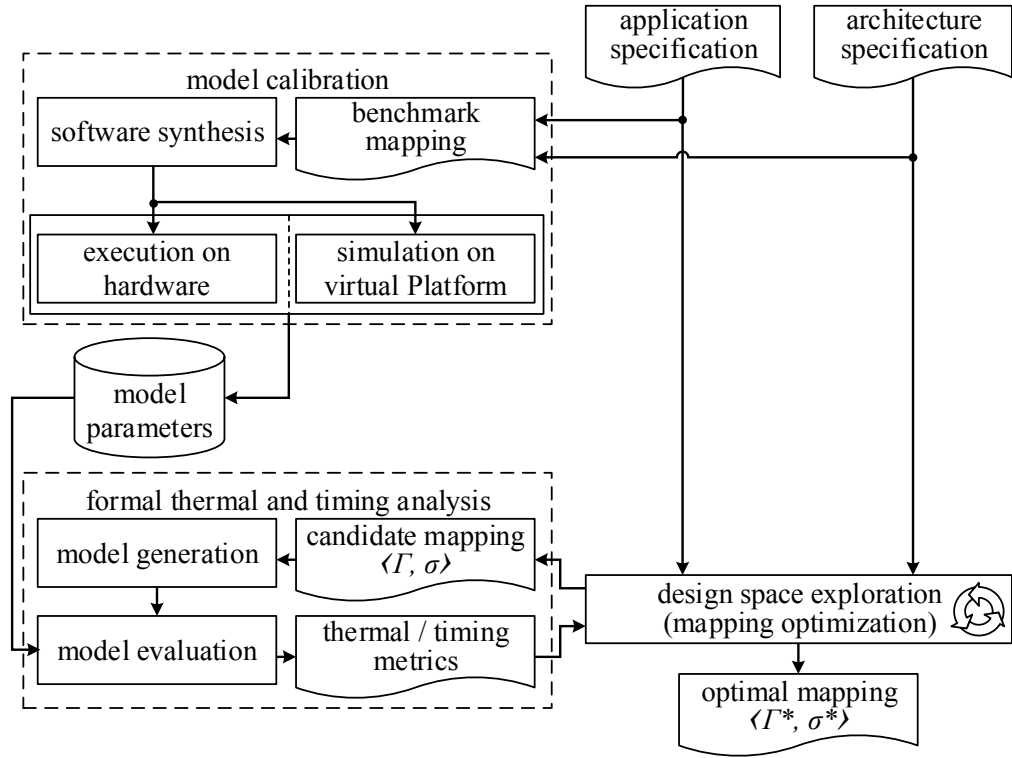 application
specification
architecture
specification
model calibration
software synthesis
benchmark
mapping
execution on
hardware
simulation on
virtual Platform
model
parameters
formal thermal and timing analysis
model generation
candidate mapping
⟨Γ, σ⟩
model evaluation
thermal / timing
metrics
design space exploration
(mapping optimization)
optimal mapping
⟨Γ*, σ*⟩